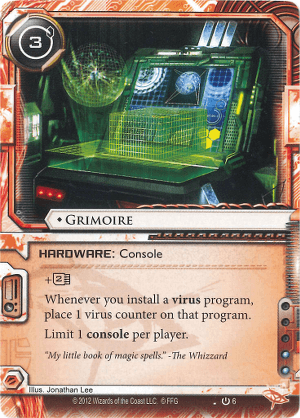 3
• GRIMOIRE
HARDWARE: Console
+2
Whenever you install a virus program,
place 1 virus counter on that program.
Limit 1 console per player.
"My little book of magic spells." -The Whizzard
Illus. Jonathan Lee
© 2012 Wizards of the Coast LLC. © FFG
6